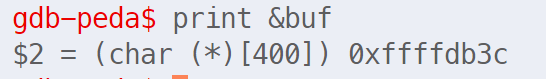 gdb-peda$ print &buf
$2 = (char (*)[400]) 0xffffdb3c